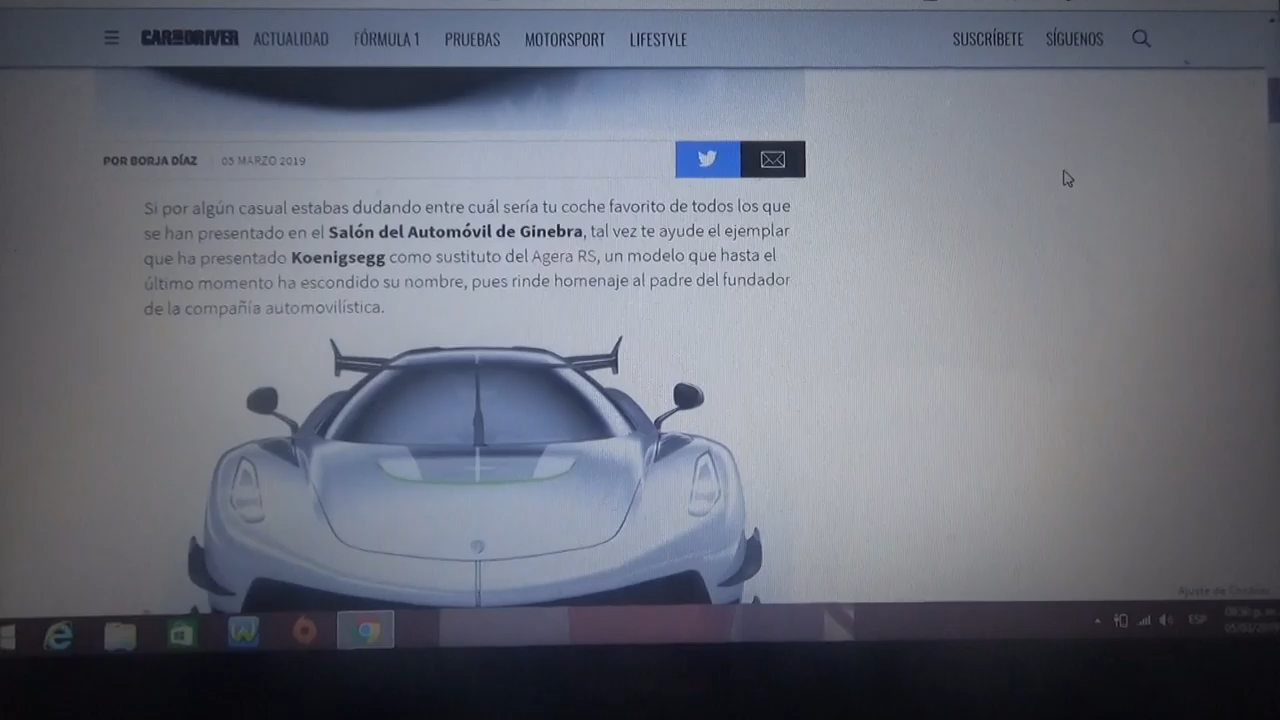 CAR AND DRIVER ACTUALIDAD FÓRMULA 1 PRUEBAS MOTORSPORT LIFESTYLE SUSCRÍBETE SÍGUENOS
POR BORJA DÍAZ 05 MARZO 2019
Si por algún casual estabas dudando entre cuál sería tu coche favorito de todos los que
se han presentado en el Salón del Automóvil de Ginebra, tal vez te ayude el ejemplar
que ha presentado Koenigsegg como sustituto del Agera RS, un modelo que hasta el
último momento ha escondido su nombre, pues rinde homenaje al padre del fundador
de la compañía automovilística.
Ajuste de
ESP